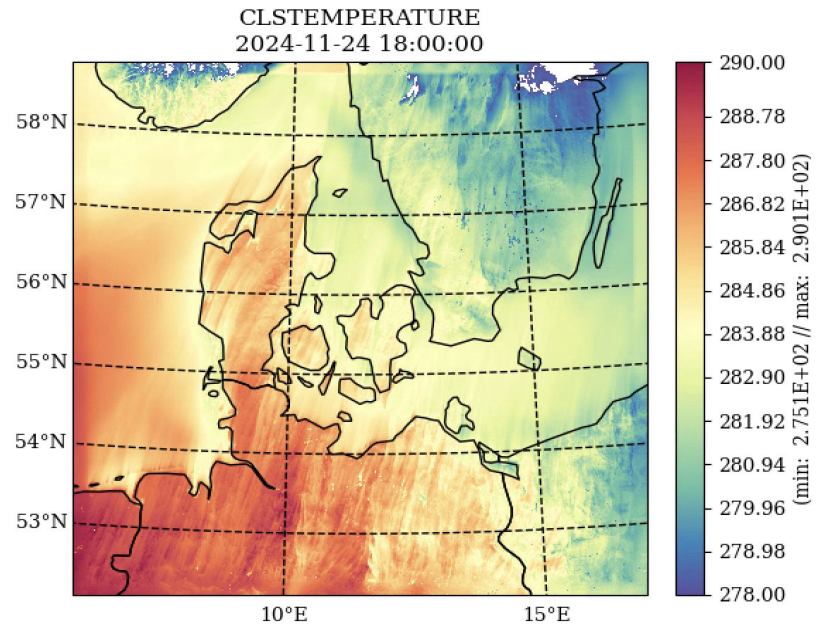 CLSTEMPERATURE
2024-11-24 18:00:00
58°N
57°N
56°N
55°N
54°N
53°N
10°E
15°E
290.00
288.78
287.80
286.82
285.84
284.86
283.88
282.90
281.92
280.94
279.96
278.98
278.00
(min: 2.751E+02 // max: 2.901E+02)